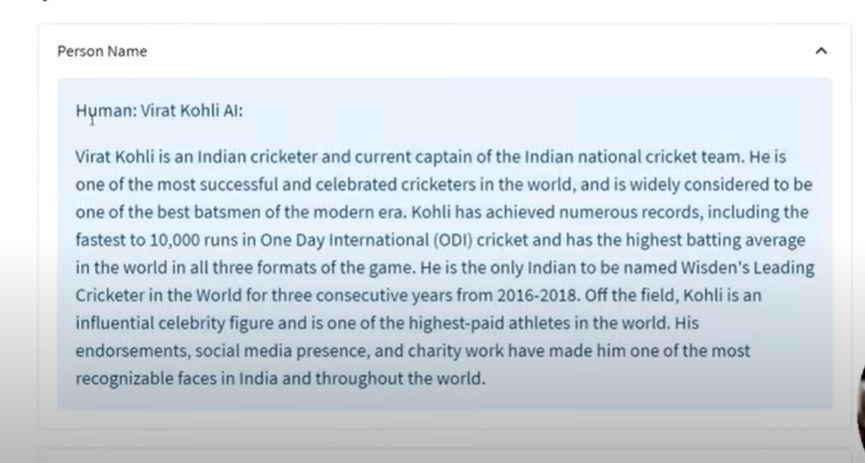 Person Name
Human: Virat Kohli AI:
Virat Kohli is an Indian cricketer and current captain of the Indian national cricket team. He is
one of the most successful and celebrated cricketers in the world, and is widely considered to be
one of the best batsmen of the modern era. Kohli has achieved numerous records, including the
fastest to 10,000 runs in One Day International (ODI) cricket and has the highest batting average
in the world in all three formats of the game. He is the only Indian to be named Wisden's Leading
Cricketer in the World for three consecutive years from 2016-2018. Off the field, Kohli is an
influential celebrity figure and is one of the highest-paid athletes in the world. His
endorsements, social media presence, and charity work have made him one of the most
recognizable faces in India and throughout the world.